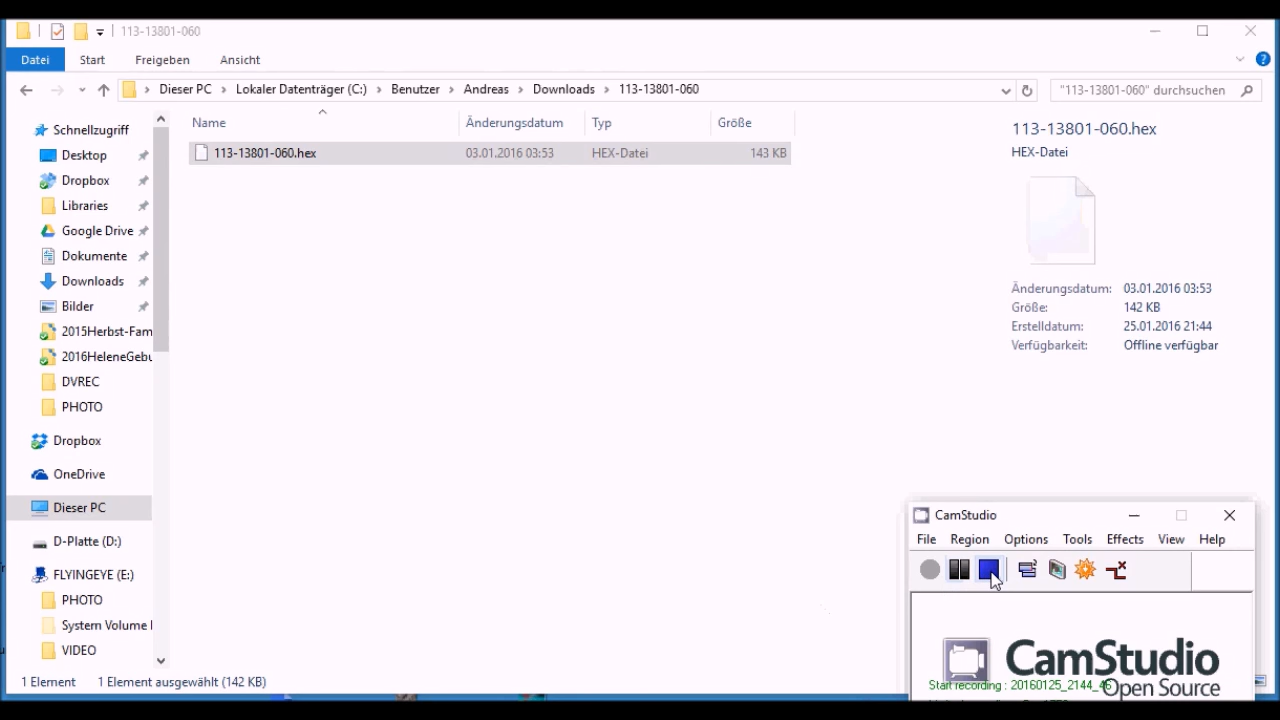 113-13801-060
Datei Start Freigeben Ansicht
Dieser PC Lokaler Datenträger (C:) Benutzer Andreas Downloads 113-13801-060
"113-13801-060" durchsuchen
Name Änderungsdatum Typ Größe
113-13801-060.hex 03.01.2016 03:53 HEX-Datei 143 KB
Schnellzugriff
Desktop
Dropbox
Libraries
Google Drive
Dokumente
Downloads
Bilder
2015Herbst-Fam
2016HeleneGebu
DVREC
PHOTO
Dropbox
OneDrive
Dieser PC
D-Platte (D:)
FLYINGEYE (E:)
PHOTO
System Volume
VIDEO
1 Element 1 Element ausgewählt (142 KB)
113-13801-060.hex
HEX-Datei
Änderungsdatum: 03.01.2016 03:53
Größe: 142 KB
Erstelldatum: 25.01.2016 21:44
Verfügbarkeit: Offline verfügbar
CamStudio
File Region Options Tools Effects View Help
CamStudio
Open Source
Start recording : 20160125_2144_46